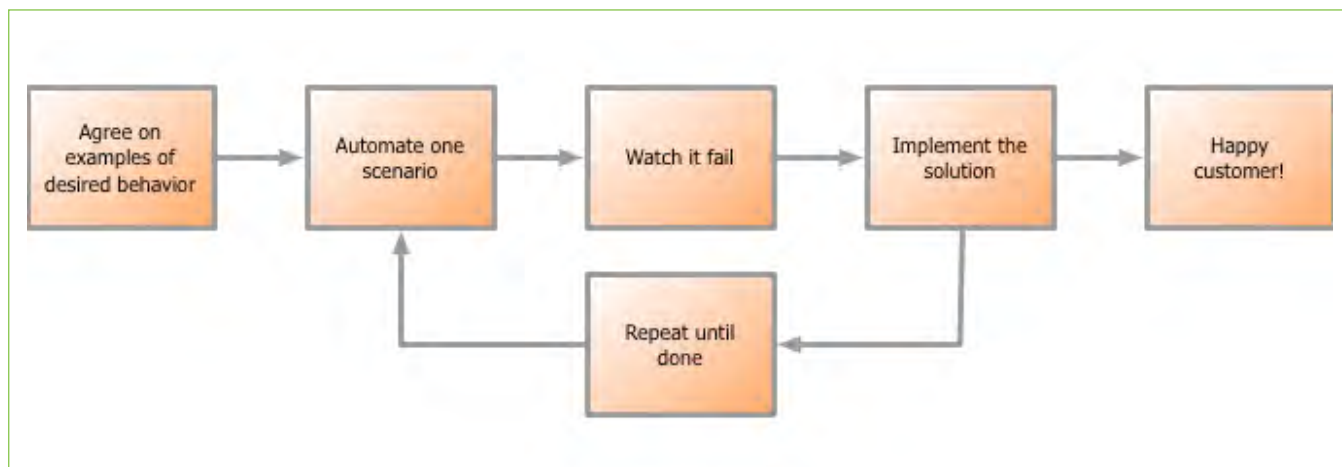 Agree on
examples of
desired behavior
Automate one
scenario
Watch it fail
Implement the
solution
Happy
customer!
Repeat until
done